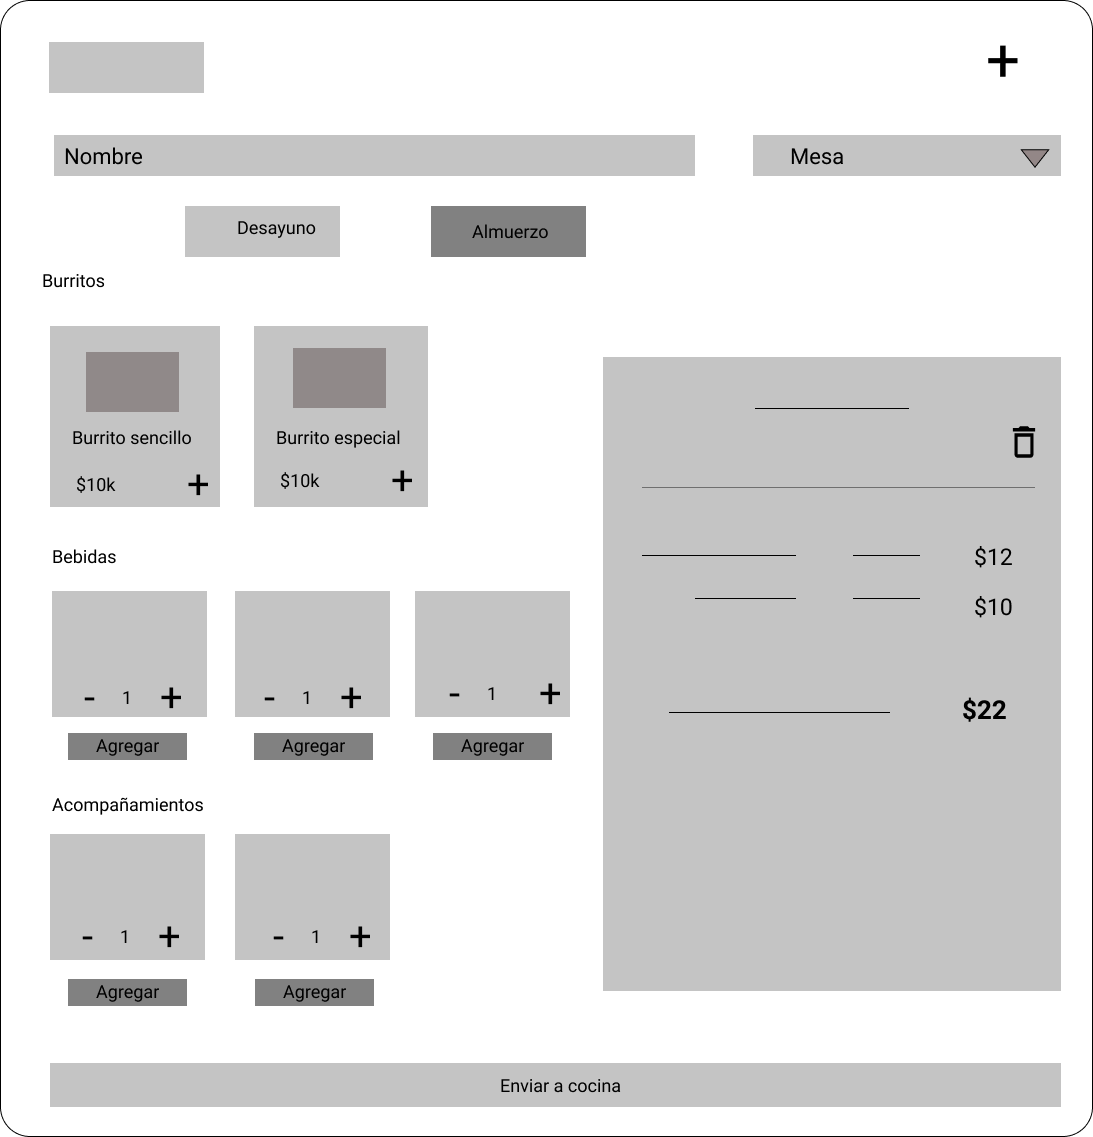 +
Nombre
Mesa
Desayuno
Almuerzo
Burritos
Burrito sencillo
$10k +
Burrito especial
$10k +
Bebidas
- 1 +
- 1 +
- 1 +
Agregar
Agregar
Agregar
Acompañamientos
- 1 +
- 1 +
Agregar
Agregar
$12
$10
$22
Enviar a cocina